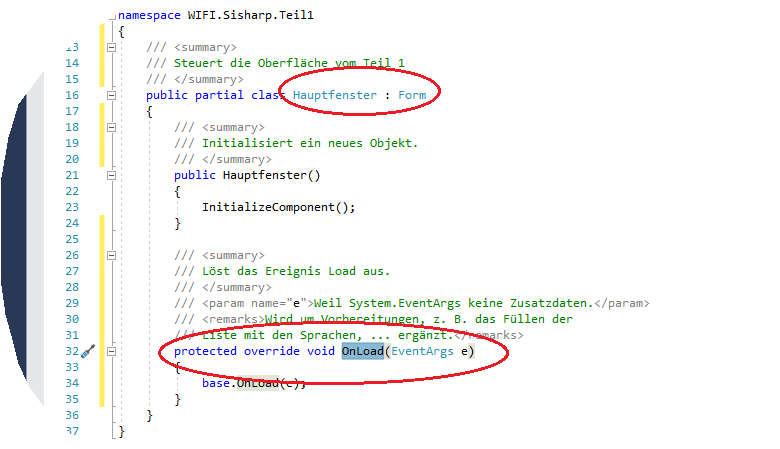 namespace WIFI.Sisharp.Teil1
{
13 /// <summary>
14 /// Steuert die Oberfläche vom Teil 1
15 /// </summary>
16 public partial class Hauptfenster : Form
17 {
18 /// <summary>
19 /// Initialisiert ein neues Objekt.
20 /// </summary>
21 public Hauptfenster()
22 {
23 InitializeComponent();
24 }
25
26 /// <summary>
27 /// Löst das Ereignis Load aus.
28 /// </summary>
29 /// <param name="e">Weil System.EventArgs keine Zusatzdaten.</param>
30 /// <remarks>Wird um Vorbereitungen, z. B. das Füllen der
31 /// Liste mit den Sprachen, ... ergänzt.</remarks>
32 protected override void OnLoad(EventArgs e)
33 {
34 base.OnLoad(e);
35 }
36 }
37 }